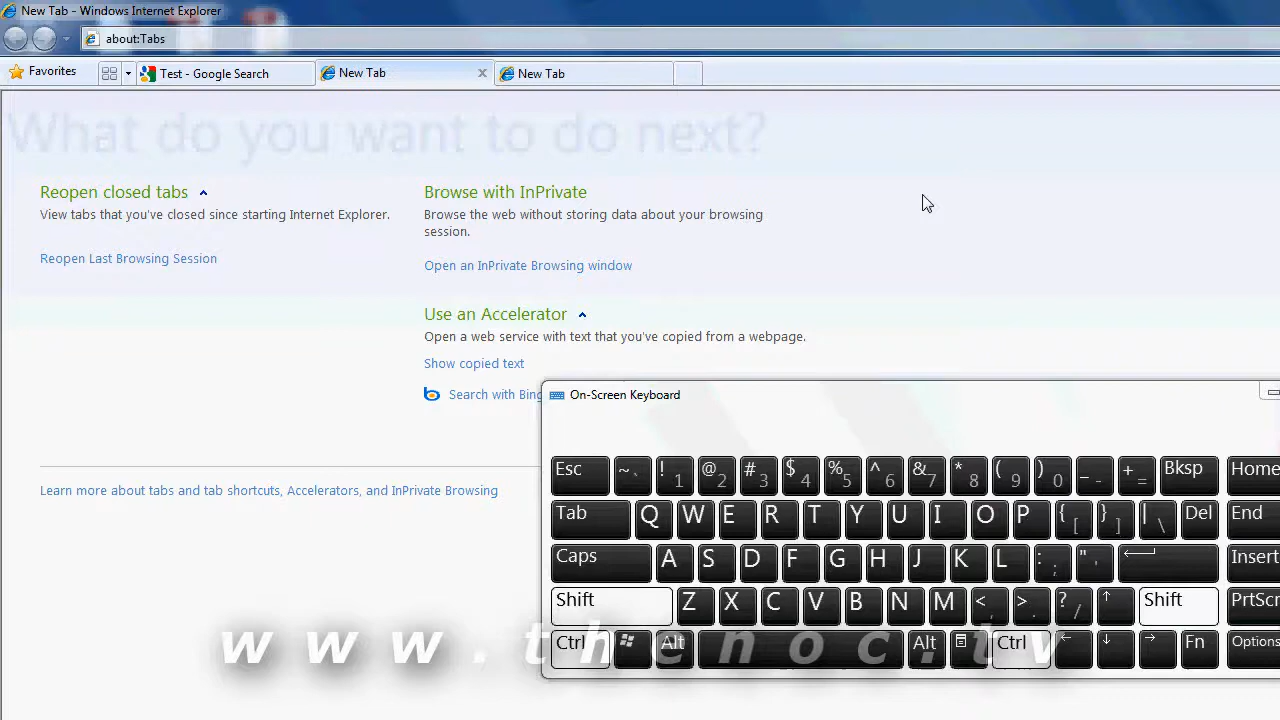 New Tab - Windows Internet Explorer
about:Tabs
Favorites
Test - Google Search
New Tab
New Tab
What do you want to do next?
Reopen closed tabs
View tabs that you've closed since starting Internet Explorer.
Reopen Last Browsing Session
Browse with InPrivate
Browse the web without storing data about your browsing
session.
Open an InPrivate Browsing window
Use an Accelerator
Open a web service with text that you've copied from a webpage.
Show copied text
Search with Bing
Learn more about tabs and tab shortcuts, Accelerators, and InPrivate Browsing
On-Screen Keyboard
Esc ~ ` ! 1 @ 2 # 3 $ 4 % 5 ^ 6 & 7 * 8 ( 9 ) 0 _ - + = Bksp Home
Tab Q W E R T Y U I O P { [ } ] | \ Del End
Caps A S D F G H J K L : ; " ' Insert
Shift Z X C V B N M < , > . ? / ↑ Shift PrtScr
Ctrl Alt Alt Ctrl ← ↓ → Fn Options
www.thenoc.tv